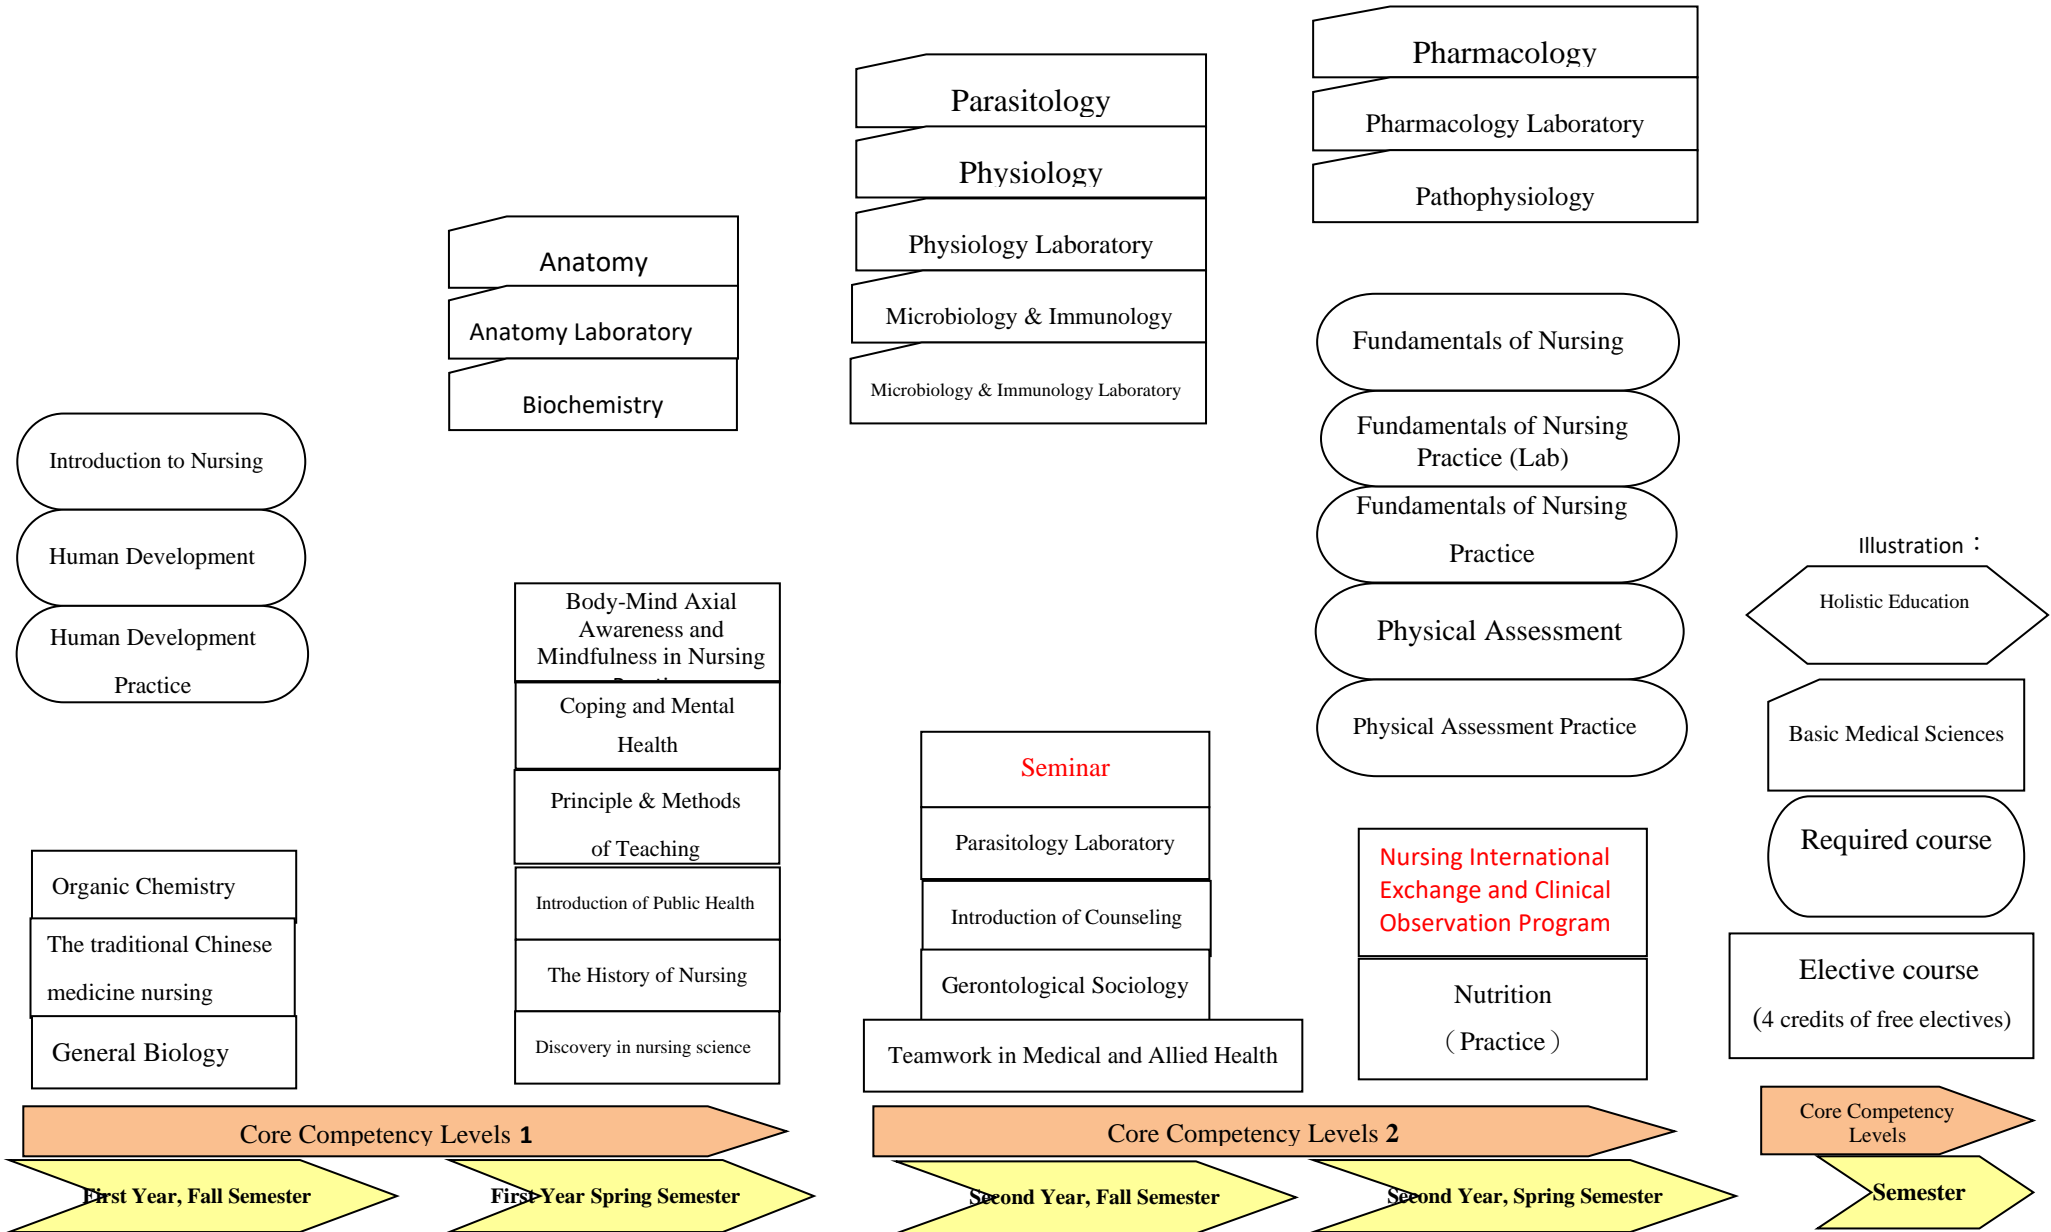 Introduction to Nursing
Human Development
Human Development
Practice
Organic Chemistry
The traditional Chinese
medicine nursing
General Biology
Anatomy
Anatomy Laboratory
Biochemistry
Body-Mind Axial
Awareness and
Mindfulness in Nursing
Coping and Mental
Health
Principle & Methods
of Teaching
Introduction of Public Health
The History of Nursing
Discovery in nursing science
Parasitology
Physiology
Physiology Laboratory
Microbiology & Immunology
Microbiology & Immunology Laboratory
Seminar
Parasitology Laboratory
Introduction of Counseling
Gerontological Sociology
Teamwork in Medical and Allied Health
Pharmacology
Pharmacology Laboratory
Pathophysiology
Fundamentals of Nursing
Fundamentals of Nursing
Practice (Lab)
Fundamentals of Nursing
Practice
Physical Assessment
Physical Assessment Practice
Nursing International
Exchange and Clinical
Observation Program
Nutrition
（Practice）
Illustration：
Holistic Education
Basic Medical Sciences
Required course
Elective course
(4 credits of free electives)
Core Competency
Levels
Semester
Core Competency Levels 1
Core Competency Levels 2
First Year, Fall Semester
First Year Spring Semester
Second Year, Fall Semester
Second Year, Spring Semester